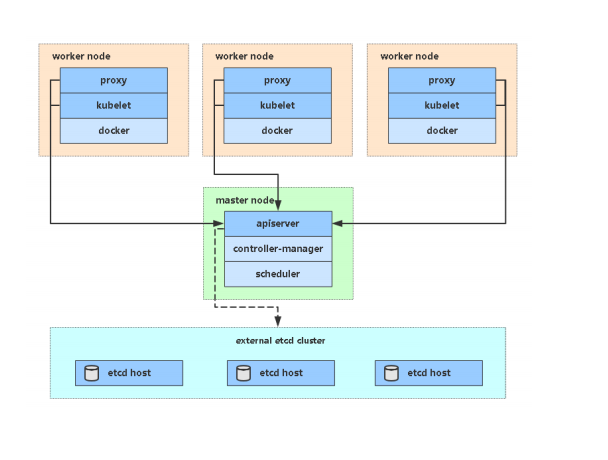 worker node
proxy
kubelet
docker
worker node
proxy
kubelet
docker
worker node
proxy
kubelet
docker
master node
apiserver
controller-manager
scheduler
external etcd cluster
etcd host
etcd host
etcd host